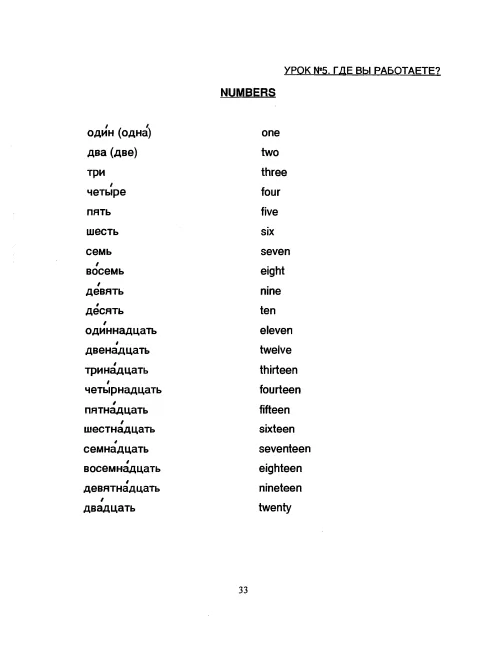 УРОК №5. ГДЕ ВЫ РАБОТАЕТЕ?
NUMBERS
оди́н (одна́) one
два (две) two
три three
четы́ре four
пять five
шесть six
семь seven
во́семь eight
де́вять nine
де́сять ten
оди́ннадцать eleven
двена́дцать twelve
трина́дцать thirteen
четы́рнадцать fourteen
пятна́дцать fifteen
шестна́дцать sixteen
семна́дцать seventeen
восемна́дцать eighteen
девятна́дцать nineteen
два́дцать twenty
33